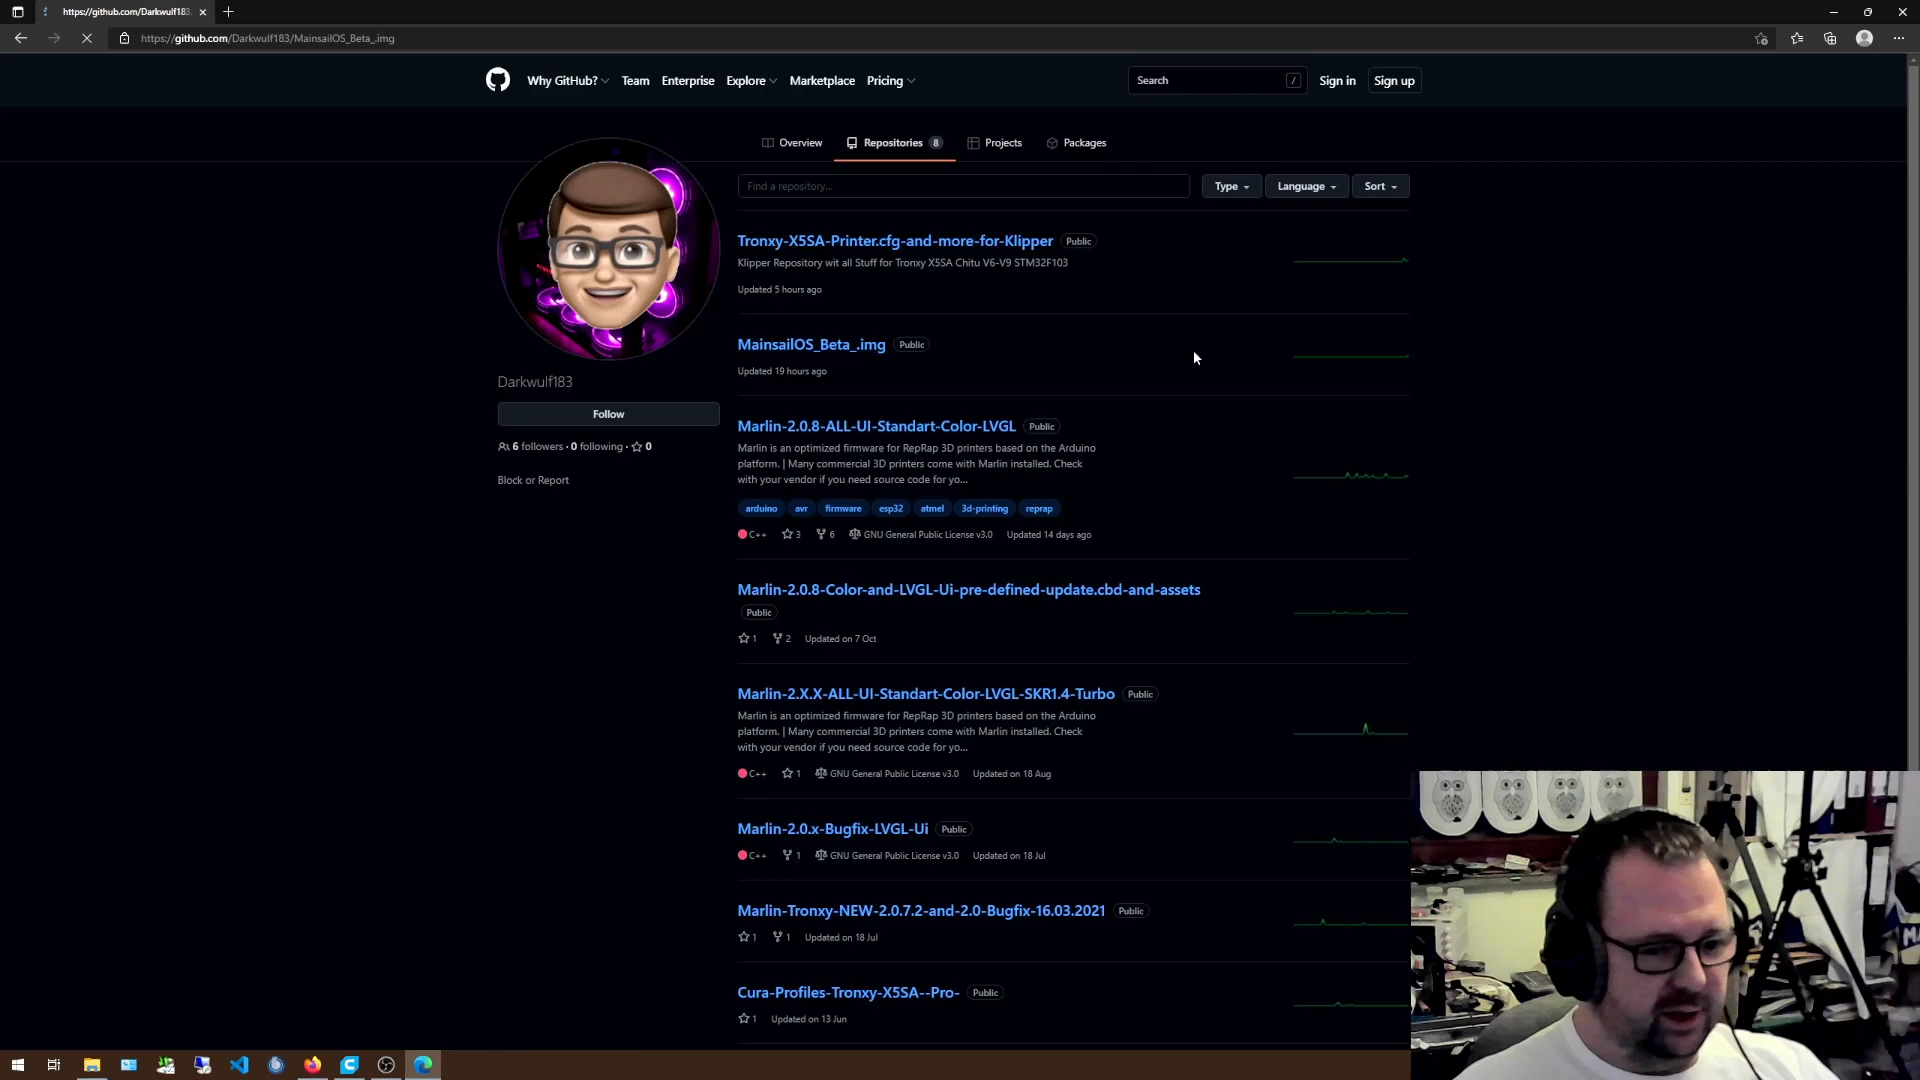 https://github.com/Darkwulf183
https://github.com/Darkwulf183/MainsailOS_Beta_.img
Why GitHub?
Team
Enterprise
Explore
Marketplace
Pricing
Search
/
Sign in
Sign up
Overview
Repositories 8
Projects
Packages
Find a repository...
Type
Language
Sort
Darkwulf183
Follow
6 followers · 0 following · 0
Block or Report
Tronxy-X5SA-Printer.cfg-and-more-for-Klipper Public
Klipper Repository wit all Stuff for Tronxy X5SA Chitu V6-V9 STM32F103
Updated 5 hours ago
MainsailOS_Beta_.img Public
Updated 19 hours ago
Marlin-2.0.8-ALL-UI-Standart-Color-LVGL Public
Marlin is an optimized firmware for RepRap 3D printers based on the Arduino
platform. | Many commercial 3D printers come with Marlin installed. Check
with your vendor if you need source code for yo...
arduino avr firmware esp32 atmel 3d-printing reprap
C++ 3 6 GNU General Public License v3.0 Updated 14 days ago
Marlin-2.0.8-Color-and-LVGL-Ui-pre-defined-update.cbd-and-assets
Public
1 2 Updated on 7 Oct
Marlin-2.X.X-ALL-UI-Standart-Color-LVGL-SKR1.4-Turbo Public
Marlin is an optimized firmware for RepRap 3D printers based on the Arduino
platform. | Many commercial 3D printers come with Marlin installed. Check
with your vendor if you need source code for yo...
C++ 1 GNU General Public License v3.0 Updated on 18 Aug
Marlin-2.0.x-Bugfix-LVGL-Ui Public
C++ 1 GNU General Public License v3.0 Updated on 18 Jul
Marlin-Tronxy-NEW-2.0.7.2-and-2.0-Bugfix-16.03.2021 Public
1 1 Updated on 18 Jul
Cura-Profiles-Tronxy-X5SA--Pro- Public
1 Updated on 13 Jun